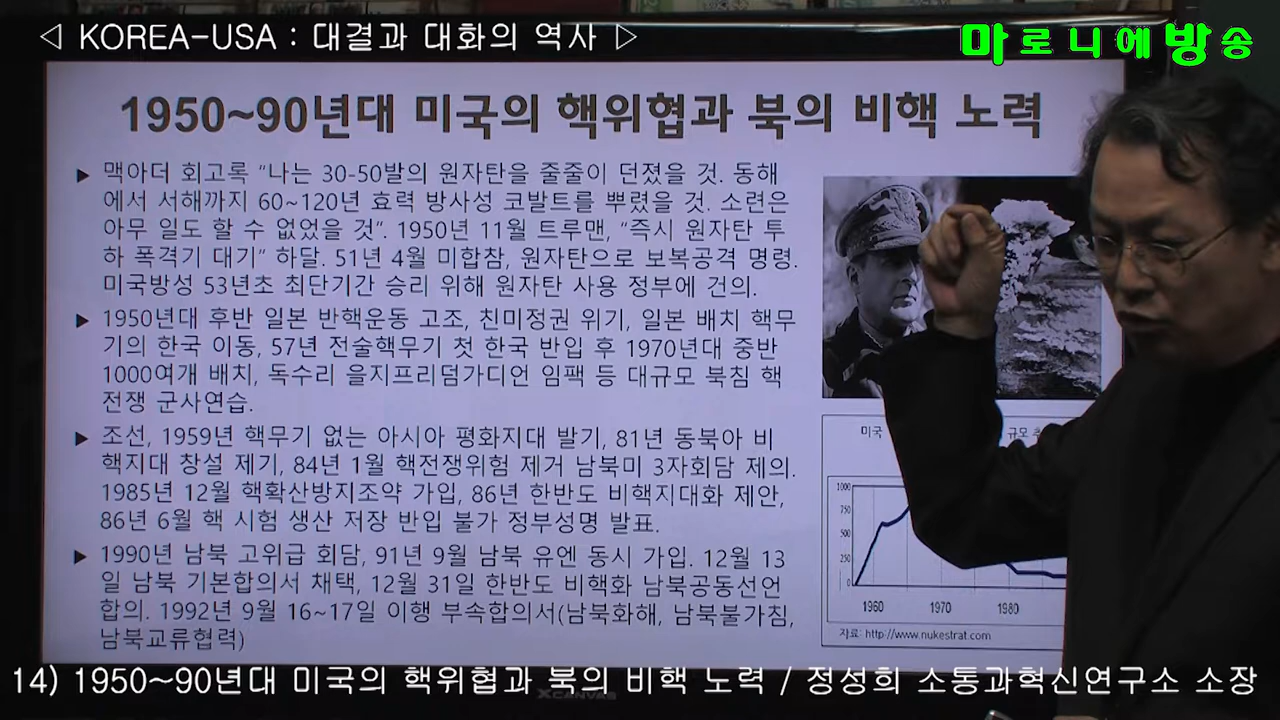 ◁ KOREA-USA : 대결과 대화의 역사 ▷
마로니에방송
1950~90년대 미국의 핵위협과 북의 비핵 노력
▶ 맥아더 회고록 "나는 30-50발의 원자탄을 줄줄이 던졌을 것. 동해
에서 서해까지 60~120년 효력 방사성 코발트를 뿌렸을 것. 소련은
아무 일도 할 수 없었을 것". 1950년 11월 트루맨, "즉시 원자탄 투
하 폭격기 대기" 하달. 51년 4월 미합참, 원자탄으로 보복공격 명령.
미국방성 53년초 최단기간 승리 위해 원자탄 사용 정부에 건의.
▶ 1950년대 후반 일본 반핵운동 고조, 친미정권 위기, 일본 배치 핵무
기의 한국 이동, 57년 전술핵무기 첫 한국 반입 후 1970년대 중반
1000여개 배치, 독수리 을지프리덤가디언 임팩 등 대규모 북침 핵
전쟁 군사연습.
▶ 조선, 1959년 핵무기 없는 아시아 평화지대 발기, 81년 동북아 비
핵지대 창설 제기, 84년 1월 핵전쟁위험 제거 남북미 3자회담 제의.
1985년 12월 핵확산방지조약 가입, 86년 한반도 비핵지대화 제안,
86년 6월 핵 시험 생산 저장 반입 불가 정부성명 발표.
▶ 1990년 남북 고위급 회담, 91년 9월 남북 유엔 동시 가입. 12월 13
일 남북 기본합의서 채택, 12월 31일 한반도 비핵화 남북공동선언
합의. 1992년 9월 16~17일 이행 부속합의서(남북화해, 남북불가침,
남북교류협력)
미국 규모
1000
750
500
250
0
1960 1970 1980
자료: http://www.nukestrat.com
XCANVAS
14) 1950~90년대 미국의 핵위협과 북의 비핵 노력 / 정성희 소통과혁신연구소 소장